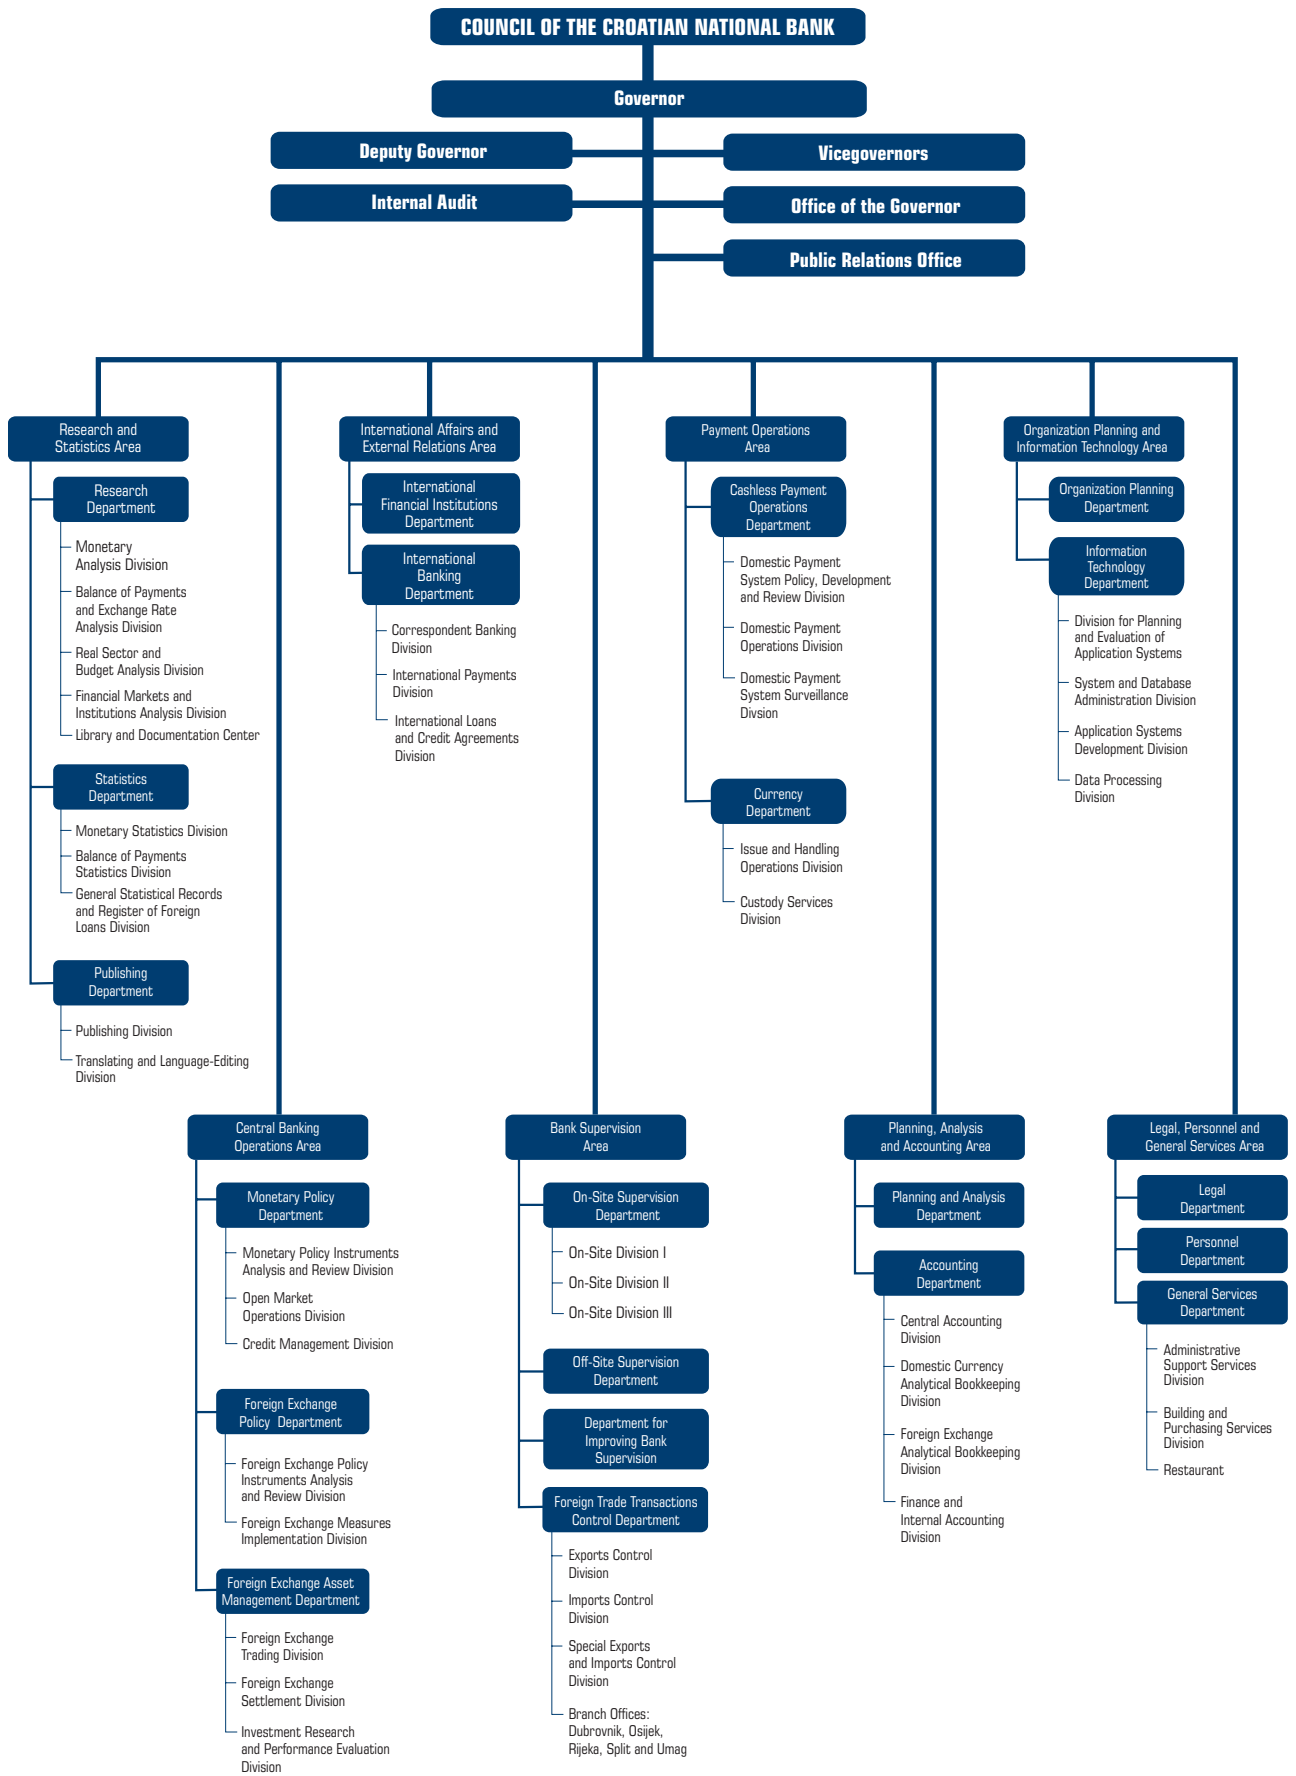 COUNCIL OF THE CROATIAN NATIONAL BANK
Governor
Deputy Governor
Vicegovernors
Internal Audit
Office of the Governor
Public Relations Office
Research and
Statistics Area
Research
Department
Monetary
Analysis Division
Balance of Payments
and Exchange Rate
Analysis Division
Real Sector and
Budget Analysis Division
Financial Markets and
Institutions Analysis Division
Library and Documentation Center
Statistics
Department
Monetary Statistics Division
Balance of Payments
Statistics Division
General Statistical Records
and Register of Foreign
Loans Division
Publishing
Department
Publishing Division
Translating and Language-Editing
Division
International Affairs and
External Relations Area
International
Financial Institutions
Department
International
Banking
Department
Correspondent Banking
Division
International Payments
Division
International Loans
and Credit Agreements
Division
Payment Operations
Area
Cashless Payment
Operations
Department
Domestic Payment
System Policy, Development
and Review Division
Domestic Payment
Operations Division
Domestic Payment
System Surveillance
Divsion
Currency
Department
Issue and Handling
Operations Division
Custody Services
Division
Organization Planning and
Information Technology Area
Organization Planning
Department
Information
Technology
Department
Division for Planning
and Evaluation of
Application Systems
System and Database
Administration Division
Application Systems
Development Division
Data Processing
Division
Central Banking
Operations Area
Monetary Policy
Department
Monetary Policy Instruments
Analysis and Review Division
Open Market
Operations Division
Credit Management Division
Foreign Exchange
Policy Department
Foreign Exchange Policy
Instruments Analysis
and Review Division
Foreign Exchange Measures
Implementation Division
Foreign Exchange Asset
Management Department
Foreign Exchange
Trading Division
Foreign Exchange
Settlement Division
Investment Research
and Performance Evaluation
Division
Bank Supervision
Area
On-Site Supervision
Department
On-Site Division I
On-Site Division II
On-Site Division III
Off-Site Supervision
Department
Department for
Improving Bank
Supervision
Foreign Trade Transactions
Control Department
Exports Control
Division
Imports Control
Division
Special Exports
and Imports Control
Division
Branch Offices:
Dubrovnik, Osijek,
Rijeka, Split and Umag
Planning, Analysis
and Accounting Area
Planning and Analysis
Department
Accounting
Department
Central Accounting
Division
Domestic Currency
Analytical Bookkeeping
Division
Foreign Exchange
Analytical Bookkeeping
Division
Finance and
Internal Accounting
Division
Legal, Personnel and
General Services Area
Legal
Department
Personnel
Department
General Services
Department
Administrative
Support Services
Division
Building and
Purchasing Services
Division
Restaurant